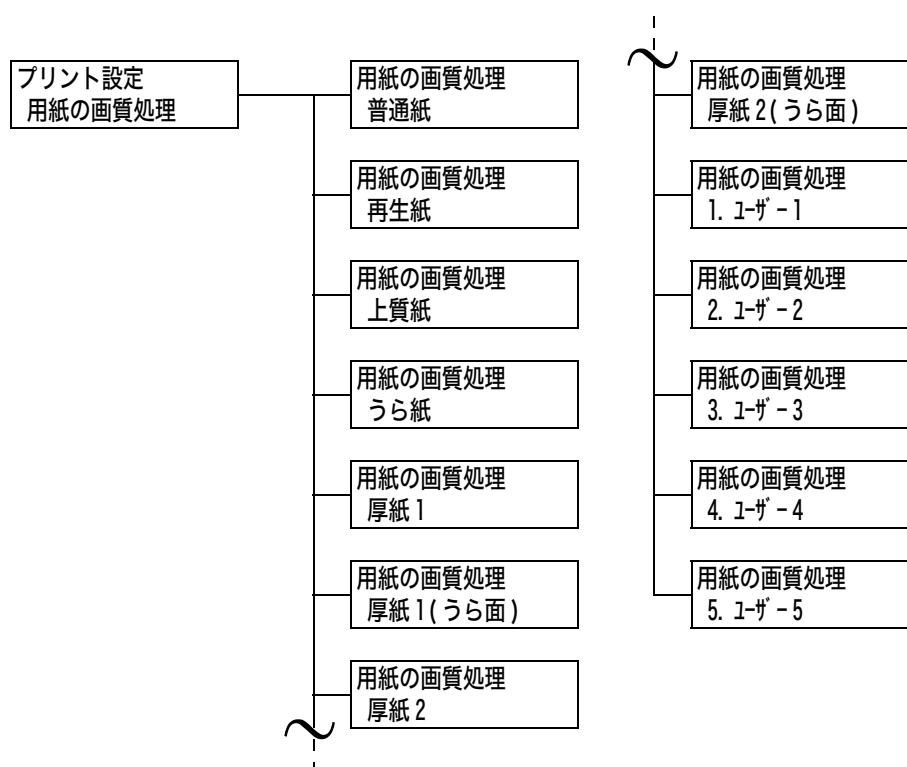 プリント設定
用紙の画質処理
用紙の画質処理
普通紙
用紙の画質処理
再生紙
用紙の画質処理
上質紙
用紙の画質処理
うら紙
用紙の画質処理
厚紙 1
用紙の画質処理
厚紙 1( うら面 )
用紙の画質処理
厚紙 2
用紙の画質処理
厚紙 2( うら面 )
用紙の画質処理
1. ﾕｰｻﾞｰ 1
用紙の画質処理
2. ﾕｰｻﾞｰ 2
用紙の画質処理
3. ﾕｰｻﾞｰ 3
用紙の画質処理
4. ﾕｰｻﾞｰ 4
用紙の画質処理
5. ﾕｰｻﾞｰ 5